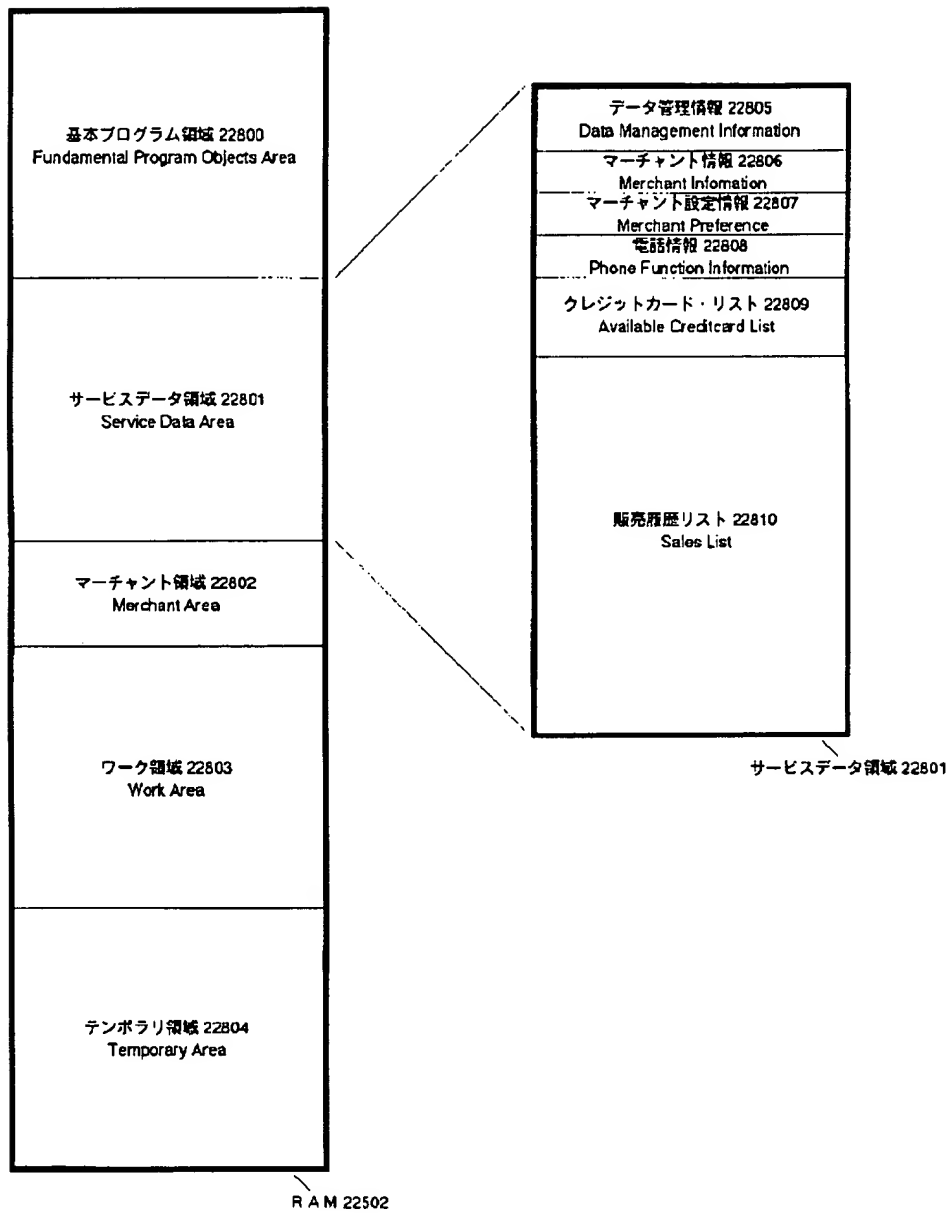 基本プログラム領域 22800
Fundamental Program Objects Area
サービスデータ領域 22801
Service Data Area
マーチャント領域 22802
Merchant Area
ワーク領域 22803
Work Area
テンポラリ領域 22804
Temporary Area
RAM 22502
データ管理情報 22805
Data Management Information
マーチャント情報 22806
Merchant Infomation
マーチャント設定情報 22807
Merchant Preference
電話情報 22808
Phone Function Information
クレジットカード・リスト 22809
Available Creditcard List
販売履歴リスト 22810
Sales List
サービスデータ領域 22801